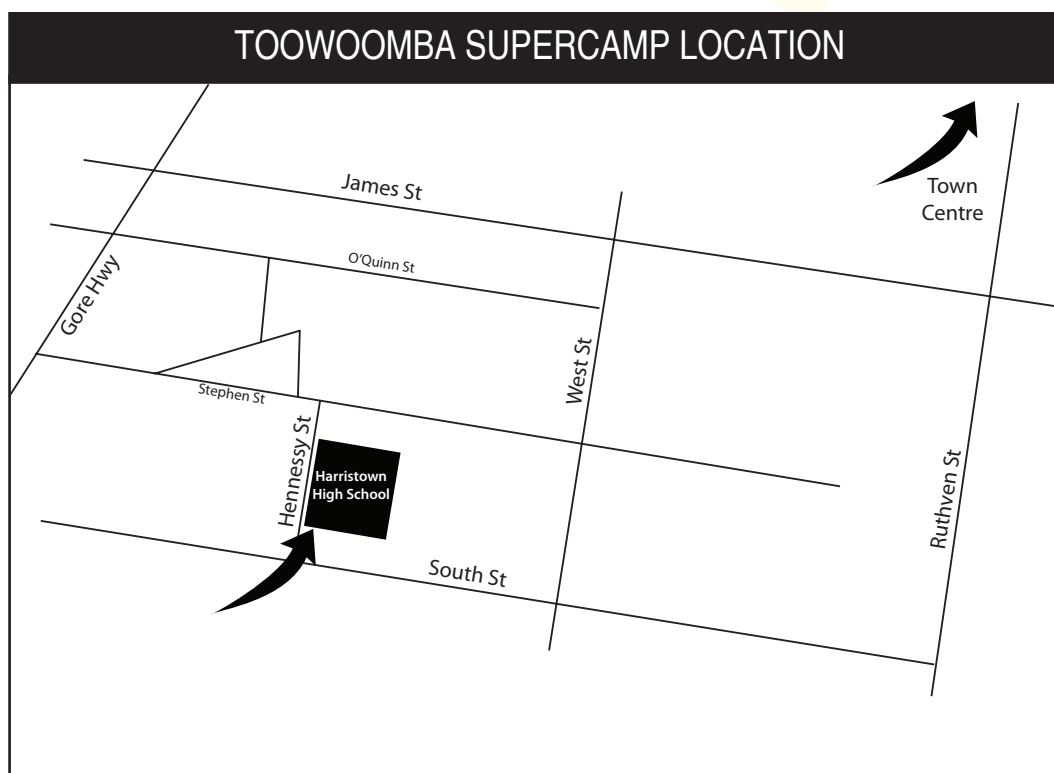 TOOWOOMBA SUPERCAMP LOCATION
Town
Centre
James St
O'Quinn St
Gore Hwy
West St
Stephen St
Hennessy St
Harristown
High School
Ruthven St
South St